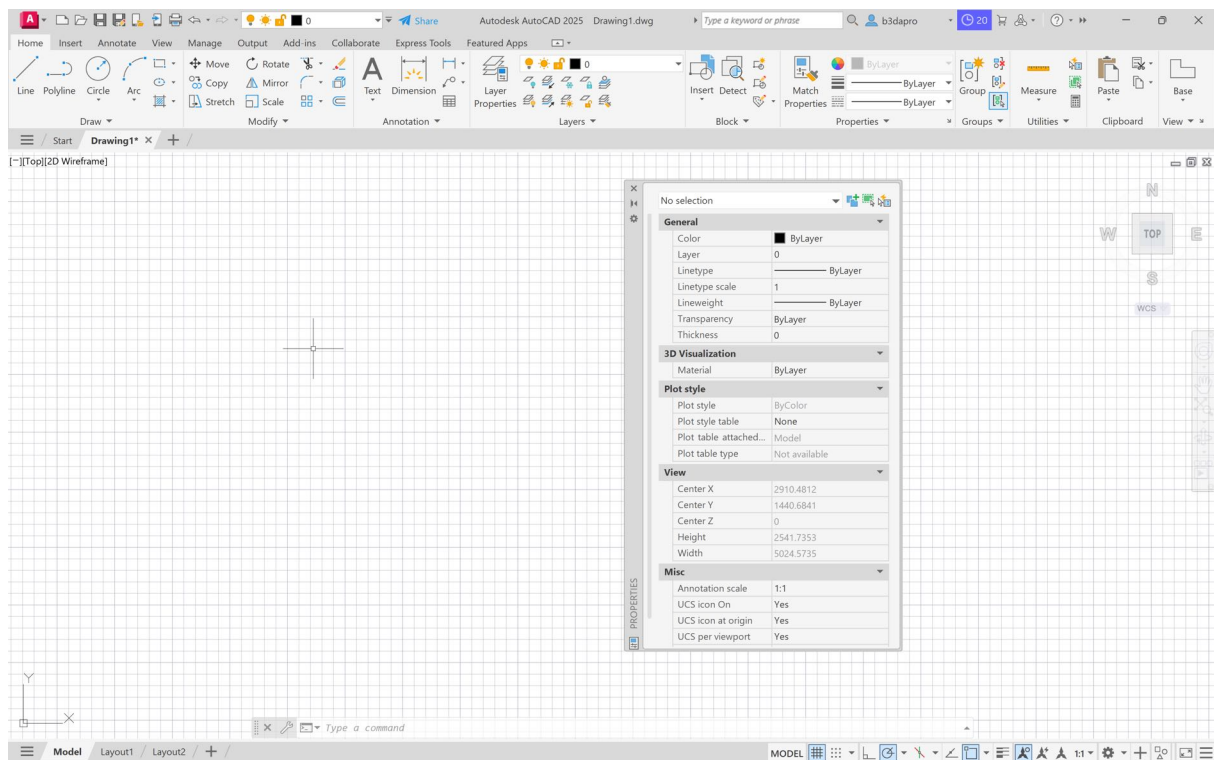 A 0 Share Autodesk AutoCAD 2025 Drawing1.dwg Type a keyword or phrase b3dapro 20 ?
Home Insert Annotate View Manage Output Add-ins Collaborate Express Tools Featured Apps
Line Polyline Circle Arc
Move Rotate
Copy Mirror
Stretch Scale
A
Text Dimension
Layer Properties
0
Insert Detect
Match Properties
ByLayer
ByLayer
ByLayer
Group
Measure
Paste
Base
Draw Modify Annotation Layers Block Properties Groups Utilities Clipboard View
Start Drawing1*
[−][Top][2D Wireframe]
N
W TOP E
S
WCS
No selection
General
Color ByLayer
Layer 0
Linetype ByLayer
Linetype scale 1
Lineweight ByLayer
Transparency ByLayer
Thickness 0
3D Visualization
Material ByLayer
Plot style
Plot style ByColor
Plot style table None
Plot table attached... Model
Plot table type Not available
View
Center X 2910.4812
Center Y 1440.6841
Center Z 0
Height 2541.7353
Width 5024.5735
Misc
Annotation scale 1:1
UCS icon On Yes
UCS icon at origin Yes
UCS per viewport Yes
PROPERTIES
Y
X
Type a command
Model Layout1 Layout2
MODEL 1:1